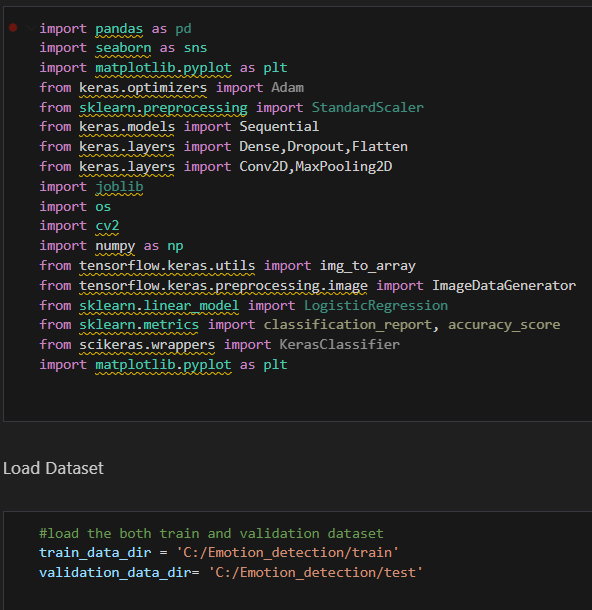 import pandas as pd
import seaborn as sns
import matplotlib.pyplot as plt
from keras.optimizers import Adam
from sklearn.preprocessing import StandardScaler
from keras.models import Sequential
from keras.layers import Dense,Dropout,Flatten
from keras.layers import Conv2D,MaxPooling2D
import joblib
import os
import cv2
import numpy as np
from tensorflow.keras.utils import img_to_array
from tensorflow.keras.preprocessing.image import ImageDataGenerator
from sklearn.linear_model import LogisticRegression
from sklearn.metrics import classification_report, accuracy_score
from scikeras.wrappers import KerasClassifier
import matplotlib.pyplot as plt
Load Dataset
#load the both train and validation dataset
train_data_dir = 'C:/Emotion_detection/train'
validation_data_dir= 'C:/Emotion_detection/test'